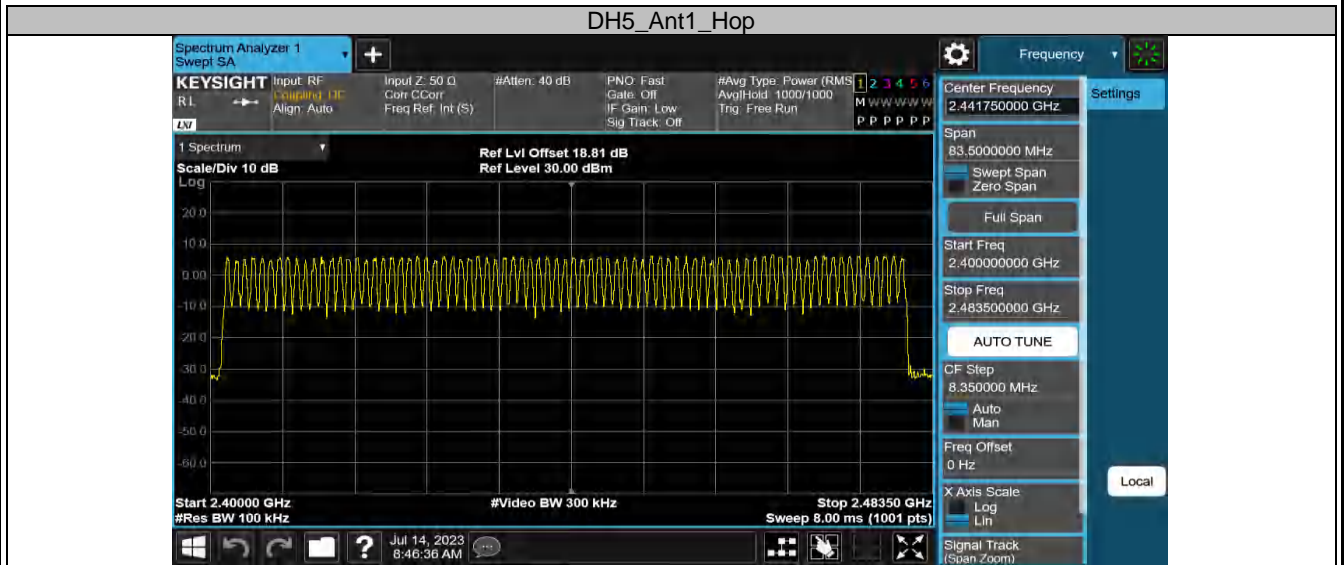 DH5_Ant1_Hop
Spectrum Analyzer 1
Swept SA
+
Frequency
KEYSIGHT
RL
LXI
Input: RF
Coupling: DC
Align: Auto
Input Z: 50 Ω
Corr CCorr
Freq Ref: Int (S)
#Atten: 40 dB
PNO: Fast
Gate: Off
IF Gain: Low
Sig Track: Off
#Avg Type: Power (RMS
Avg|Hold: 1000/1000
Trig: Free Run
1 2 3 4 5 6
M W W W W W
P P P P P P
1 Spectrum
Scale/Div 10 dB
Log
Ref Lvl Offset 18.81 dB
Ref Level 30.00 dBm
20.0
10.0
0.00
-10.0
-20.0
-30.0
-40.0
-50.0
-60.0
Start 2.40000 GHz
#Res BW 100 kHz
#Video BW 300 kHz
Stop 2.48350 GHz
Sweep 8.00 ms (1001 pts)
?
Jul 14, 2023
8:46:36 AM
Center Frequency
2.441750000 GHz
Settings
Span
83.5000000 MHz
Swept Span
Zero Span
Full Span
Start Freq
2.400000000 GHz
Stop Freq
2.483500000 GHz
AUTO TUNE
CF Step
8.350000 MHz
Auto
Man
Freq Offset
0 Hz
X Axis Scale
Log
Lin
Local
Signal Track
(Span Zoom)